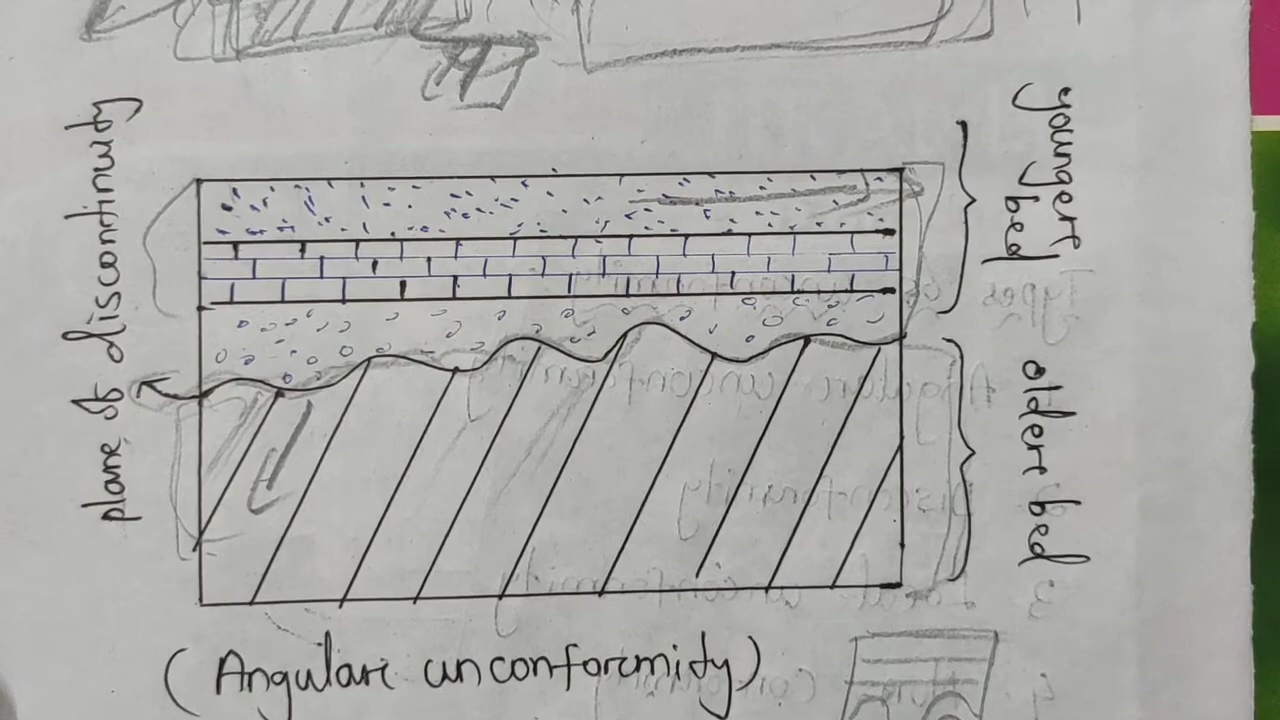 plane of discontinuity
younger
bed
older bed
(Angular unconformity)